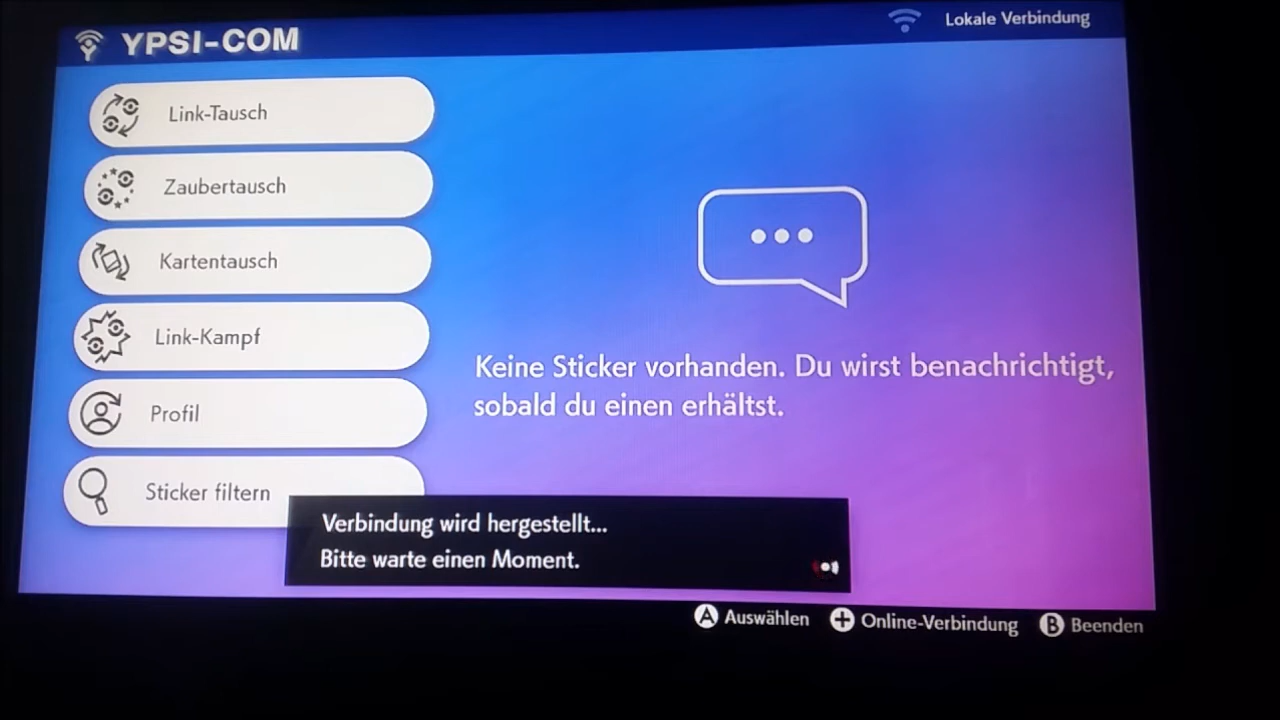 YPSI-COM
Lokale Verbindung
Link-Tausch
Zaubertausch
Kartentausch
Link-Kampf
Profil
Sticker filtern
Keine Sticker vorhanden. Du wirst benachrichtigt,
sobald du einen erhältst.
Verbindung wird hergestellt...
Bitte warte einen Moment.
A Auswählen + Online-Verbindung B Beenden